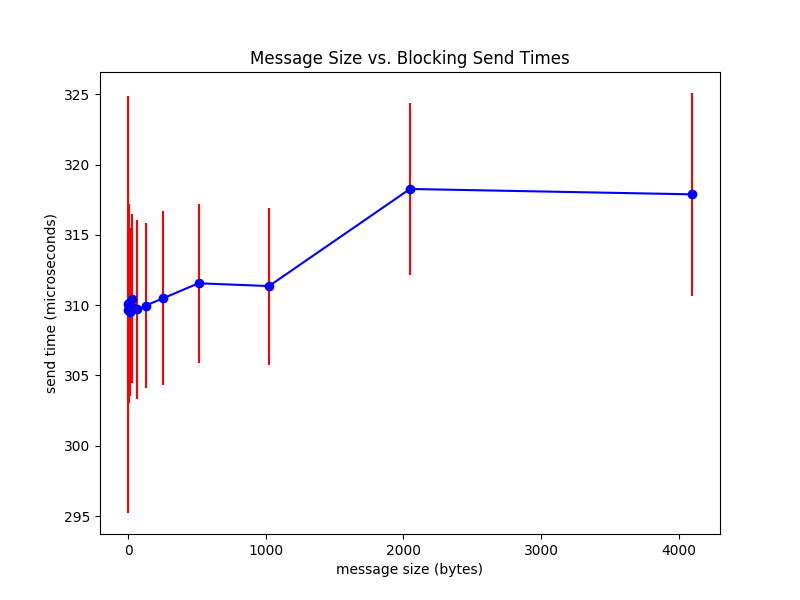 Message Size vs. Blocking Send Times
325
320
315
310
305
300
295
send time (microseconds)
0 1000 2000 3000 4000
message size (bytes)